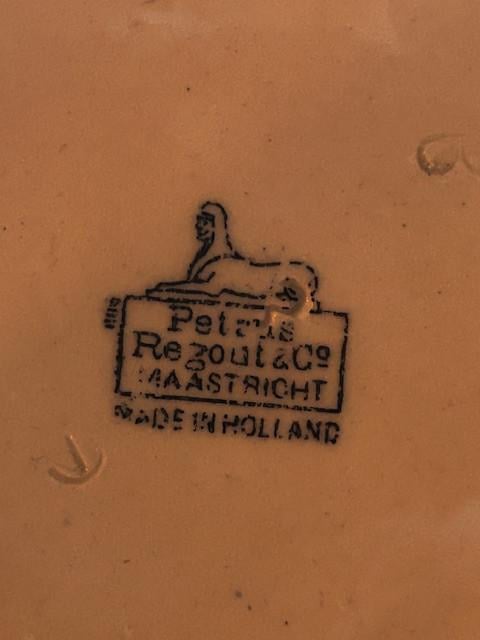 Petrus
Regout & Co
MAASTRICHT
MADE IN HOLLAND